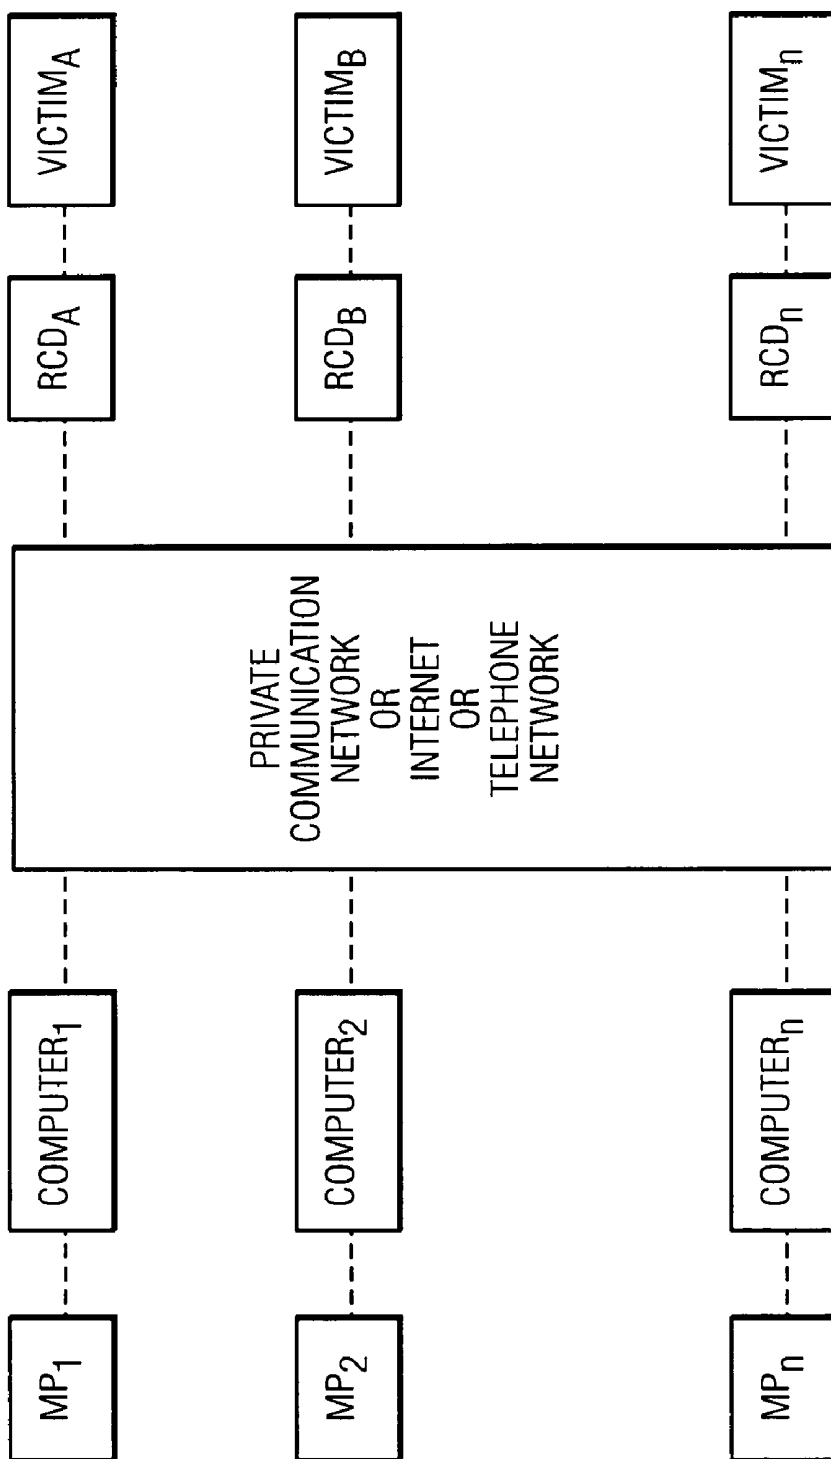 MP1
COMPUTER1
PRIVATE
COMMUNICATION
NETWORK
OR
INTERNET
OR
TELEPHONE
NETWORK
RCDA
VICTIMA
MP2
COMPUTER2
RCDB
VICTIMB
MPn
COMPUTERn
RCDn
VICTIMn